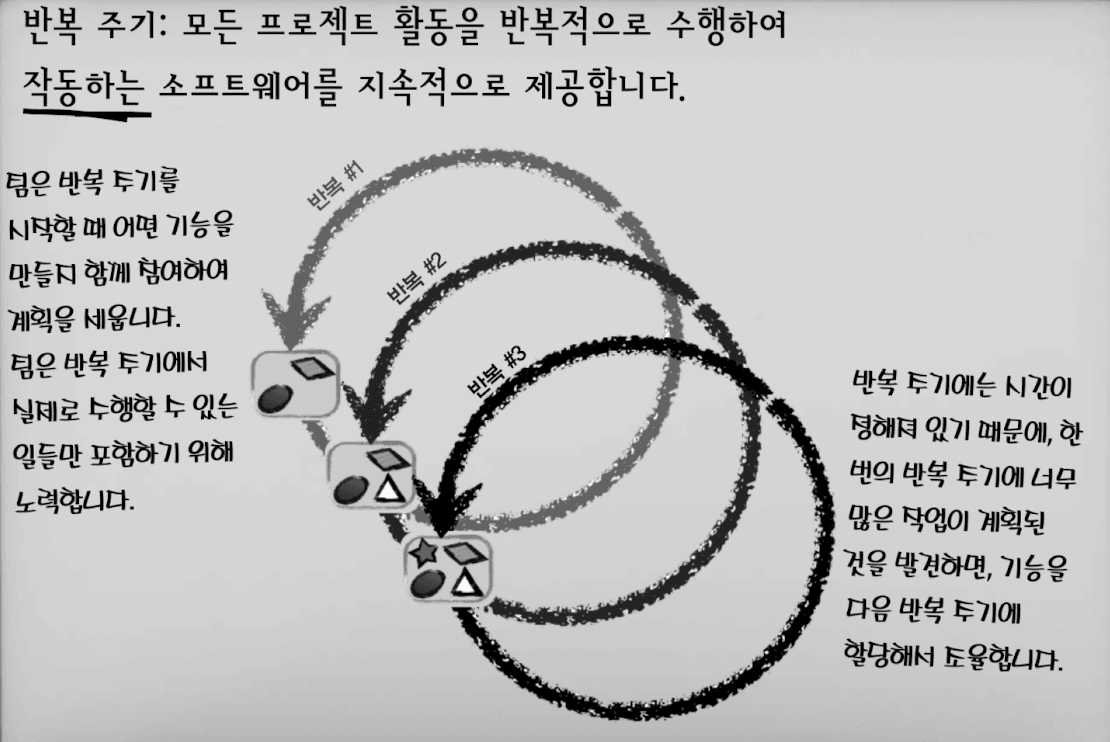 반복 주기: 모든 프로젝트 활동을 반복적으로 수행하여
작동하는 소프트웨어를 지속적으로 제공합니다.
팀은 반복 주기를
시작할 때 어떤 기능을
만들지 함께 참여하여
계획을 세웁니다.
팀은 반복 주기에서
실제로 수행할 수 있는
일들만 포함하기 위해
노력합니다.
반복 #1
반복 #2
반복 #3
반복 주기에는 시간이
정해져 있기 때문에, 한
번의 반복 주기에 너무
많은 작업이 계획된
것을 발견하면, 기능을
다음 반복 주기에
할당해서 조율합니다.